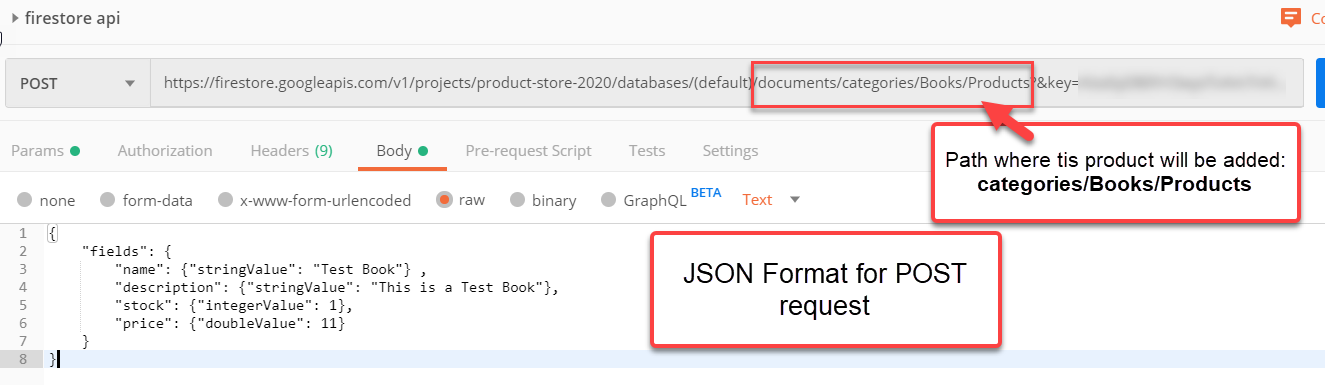 firestore api
Co
POST
https://firestore.googleapis.com/v1/projects/product-store-2020/databases/(default)/documents/categories/Books/Products?&key=
Path where tis product will be added:
categories/Books/Products
Params
Authorization
Headers (9)
Body
Pre-request Script
Tests
Settings
none
form-data
x-www-form-urlencoded
raw
binary
GraphQL BETA
Text
JSON Format for POST
request
1 {
2 "fields": {
3 "name": {"stringValue": "Test Book"} ,
4 "description": {"stringValue": "This is a Test Book"},
5 "stock": {"integerValue": 1},
6 "price": {"doubleValue": 11}
7 }
8 }